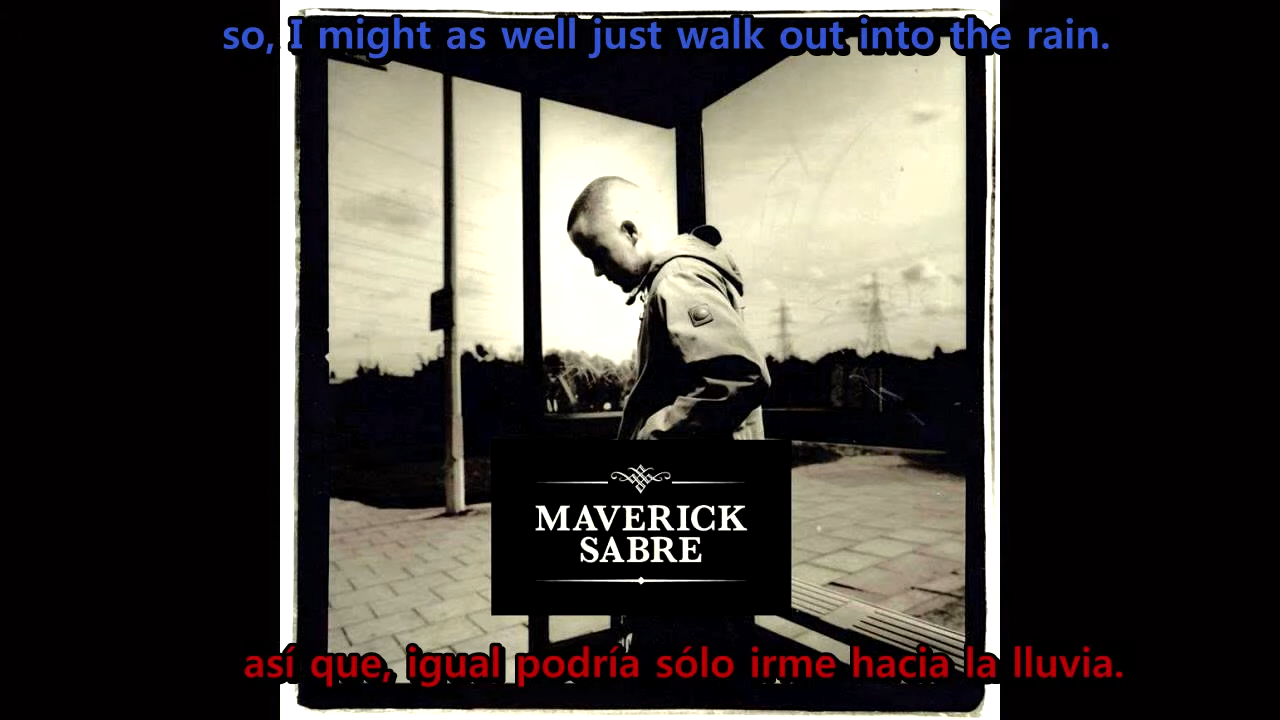 so, I might as well just walk out into the rain.
MAVERICK
SABRE
así que, igual podría sólo irme hacia la lluvia.